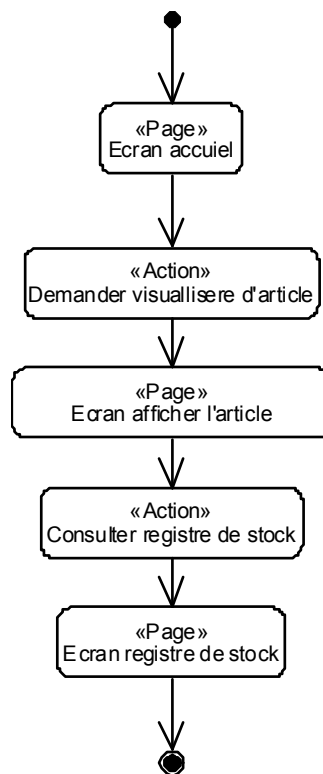 «Page»
Ecran accuiel
«Action»
Demander visuallisere d'article
«Page»
Ecran afficher l'article
«Action»
Consulter registre de stock
«Page»
Ecran registre de stock